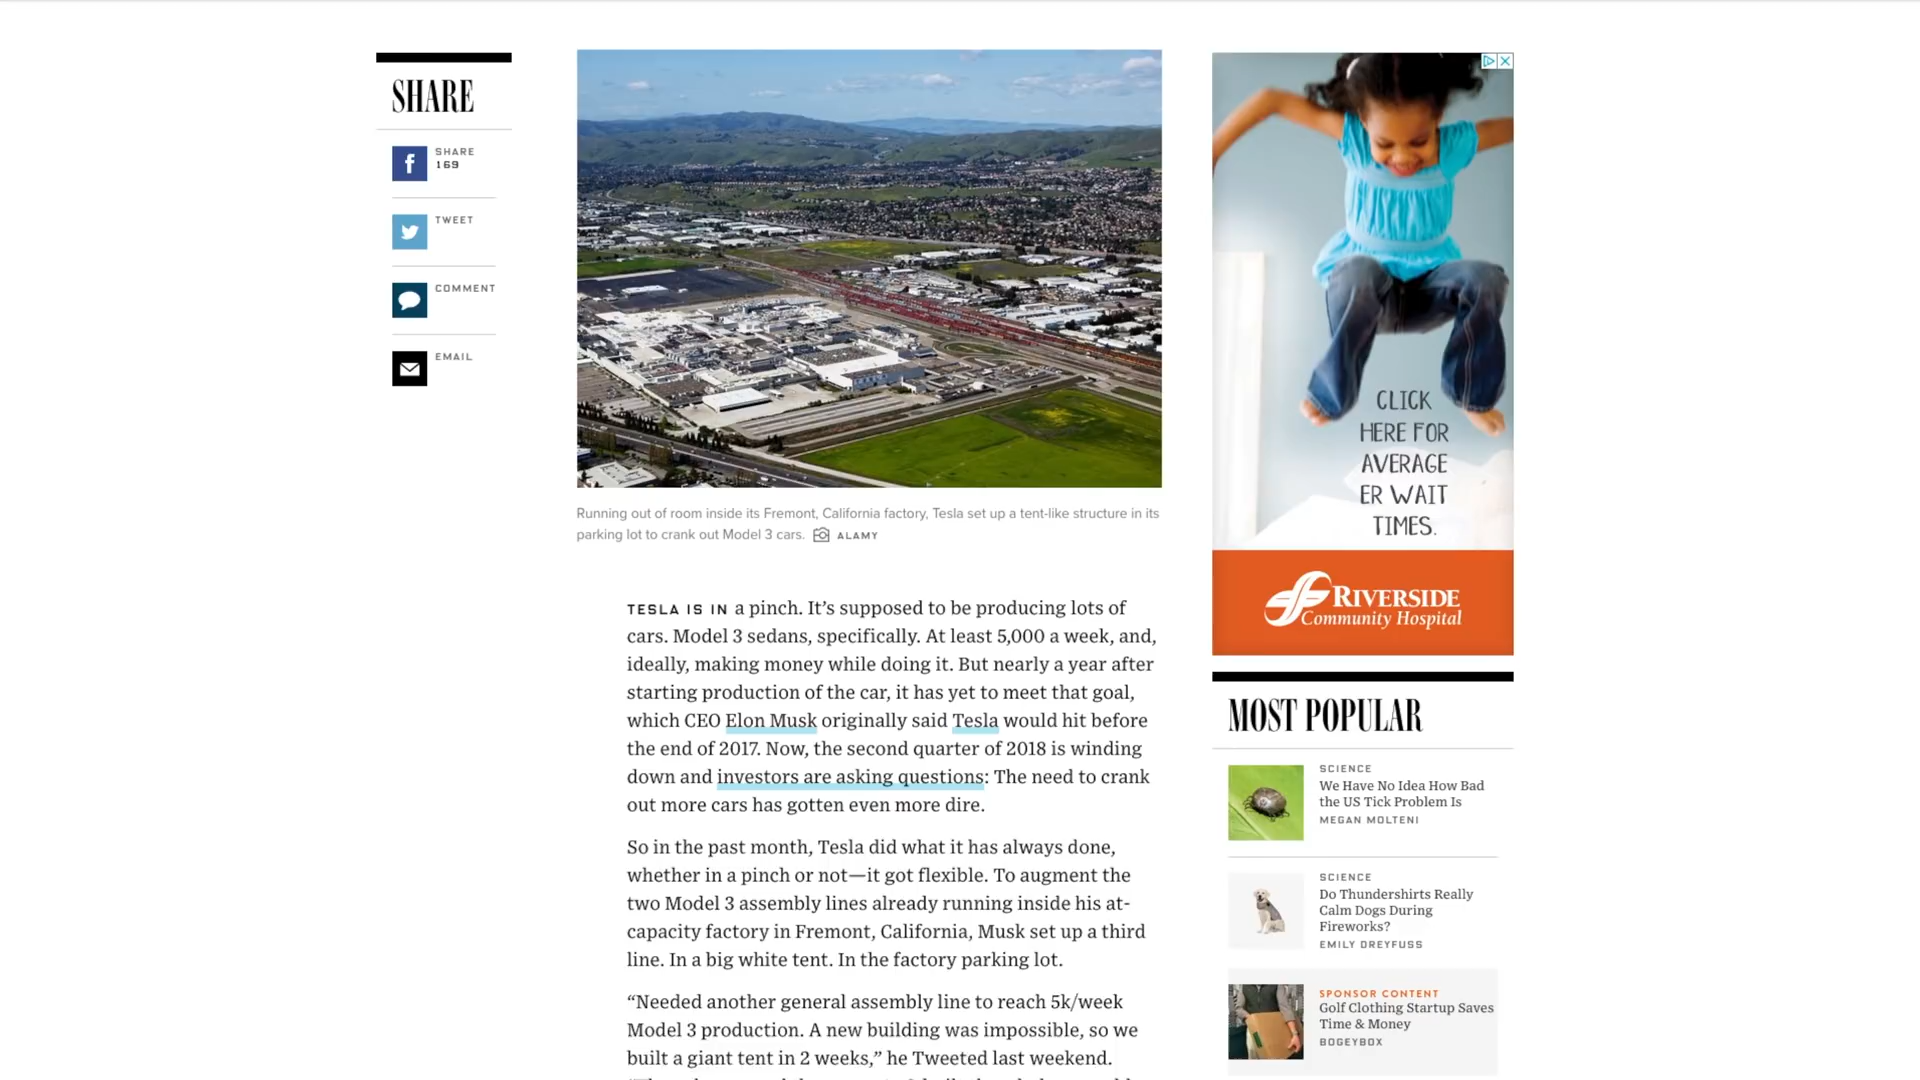 SHARE
SHARE
169
TWEET
COMMENT
EMAIL
Running out of room inside its Fremont, California factory, Tesla set up a tent-like structure in its
parking lot to crank out Model 3 cars. ALAMY
TESLA IS IN a pinch. It’s supposed to be producing lots of
cars. Model 3 sedans, specifically. At least 5,000 a week, and,
ideally, making money while doing it. But nearly a year after
starting production of the car, it has yet to meet that goal,
which CEO Elon Musk originally said Tesla would hit before
the end of 2017. Now, the second quarter of 2018 is winding
down and investors are asking questions: The need to crank
out more cars has gotten even more dire.
So in the past month, Tesla did what it has always done,
whether in a pinch or not—it got flexible. To augment the
two Model 3 assembly lines already running inside his at-
capacity factory in Fremont, California, Musk set up a third
line. In a big white tent. In the factory parking lot.
“Needed another general assembly line to reach 5k/week
Model 3 production. A new building was impossible, so we
built a giant tent in 2 weeks,” he Tweeted last weekend.
CLICK
HERE FOR
AVERAGE
ER WAIT
TIMES.
RIVERSIDE
Community Hospital
MOST POPULAR
SCIENCE
We Have No Idea How Bad
the US Tick Problem Is
MEGAN MOLTENI
SCIENCE
Do Thundershirts Really
Calm Dogs During
Fireworks?
EMILY DREYFUSS
SPONSOR CONTENT
Golf Clothing Startup Saves
Time & Money
BOGEYBOX